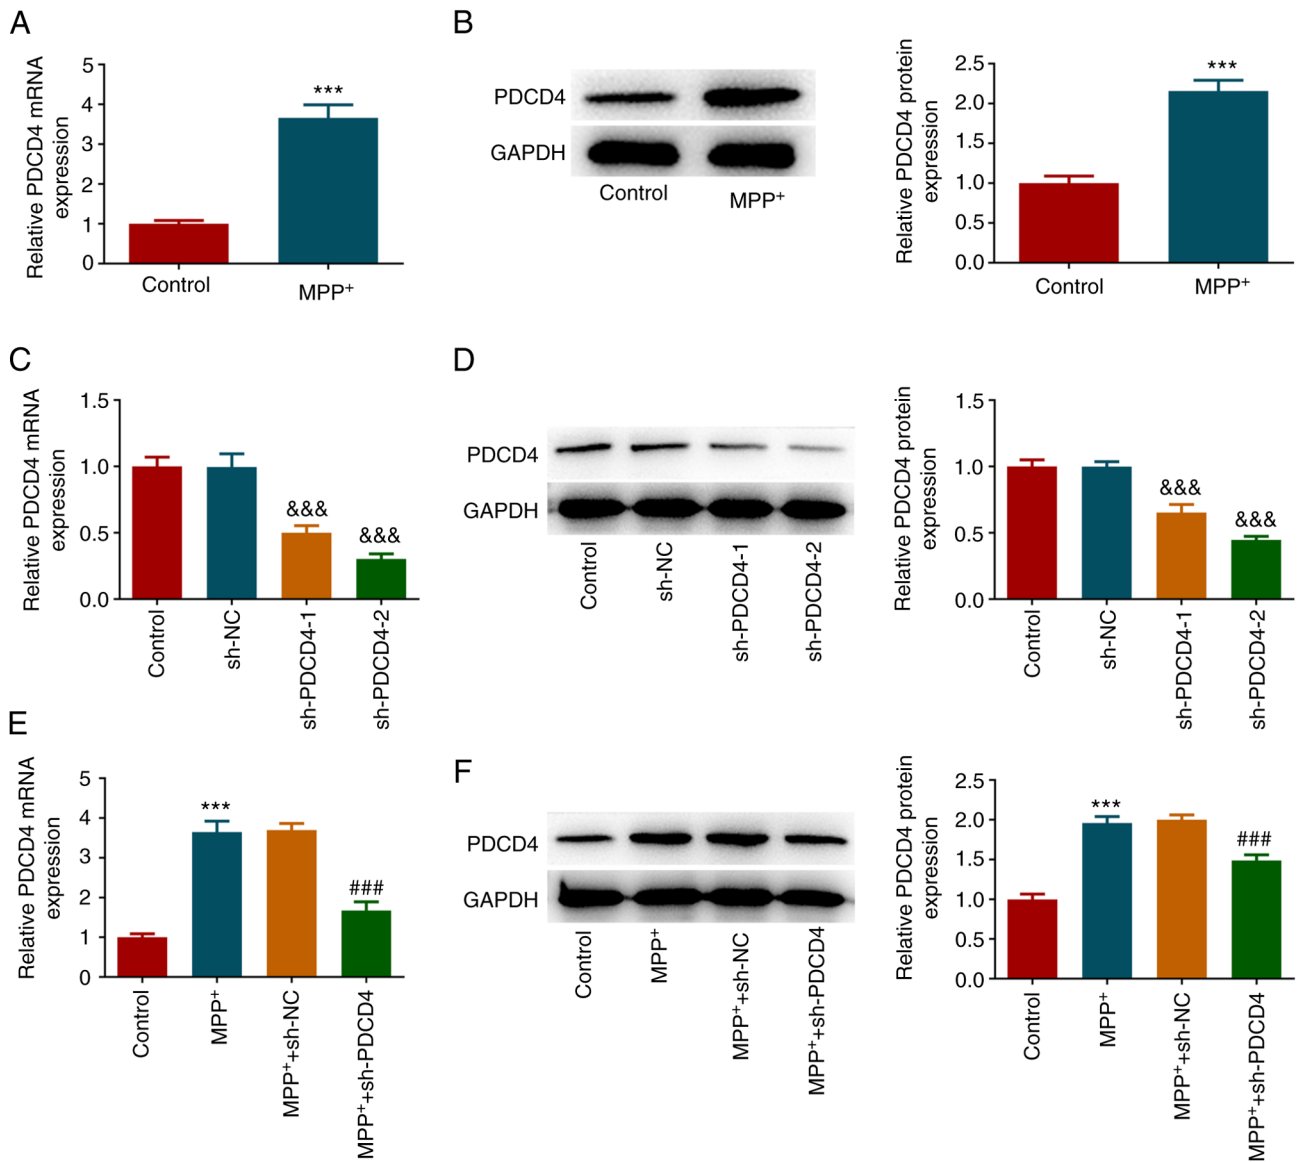 A
Relative PDCD4 mRNA
expression
5
4
3
2
1
0
***
Control
MPP⁺
B
PDCD4
GAPDH
Control
MPP⁺
Relative PDCD4 protein
expression
2.5
2.0
1.5
1.0
0.5
0.0
***
Control
MPP⁺
C
Relative PDCD4 mRNA
expression
1.5
1.0
0.5
0.0
&&&
&&&
Control
sh-NC
sh-PDCD4-1
sh-PDCD4-2
D
PDCD4
GAPDH
Control
sh-NC
sh-PDCD4-1
sh-PDCD4-2
Relative PDCD4 protein
expression
1.5
1.0
0.5
0.0
&&&
&&&
Control
sh-NC
sh-PDCD4-1
sh-PDCD4-2
E
Relative PDCD4 mRNA
expression
5
4
3
2
1
0
***
###
Control
MPP⁺
MPP⁺+sh-NC
MPP⁺+sh-PDCD4
F
PDCD4
GAPDH
Control
MPP⁺
MPP⁺+sh-NC
MPP⁺+sh-PDCD4
Relative PDCD4 protein
expression
2.5
2.0
1.5
1.0
0.5
0.0
***
###
Control
MPP⁺
MPP⁺+sh-NC
MPP⁺+sh-PDCD4